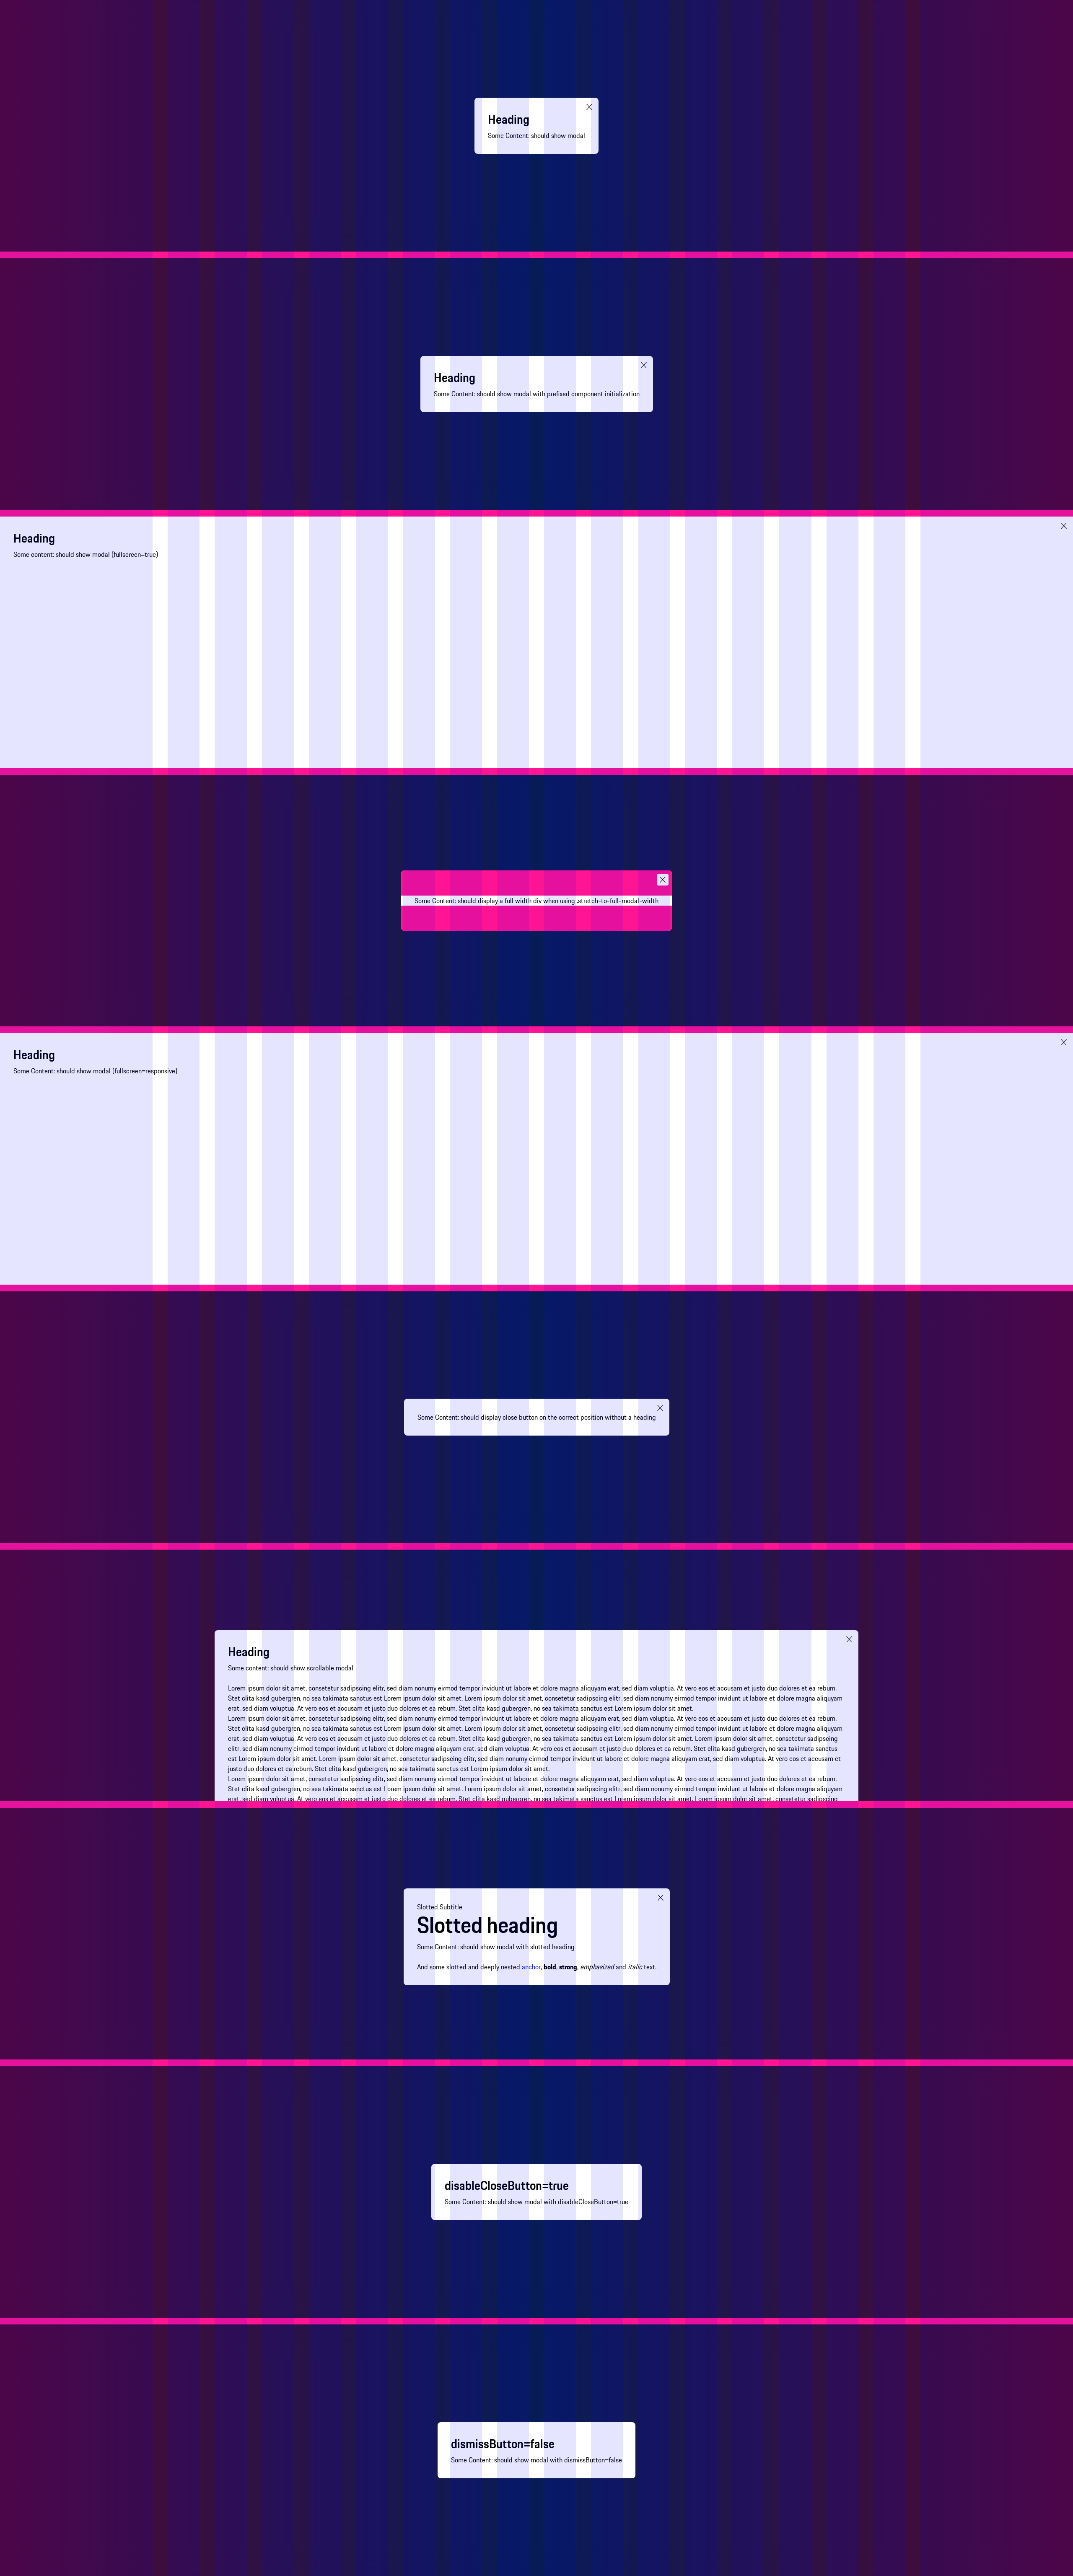 Heading
Some Content: should show modal
Heading
Some Content: should show modal with prefixed component initialization
Heading
Some content: should show modal (fullscreen=true)
Some Content: should display a full width div when using .stretch-to-full-modal-width
Heading
Some Content: should show modal (fullscreen=responsive)
Some Content: should display close button on the correct position without a heading
Heading
Some content: should show scrollable modal
Lorem ipsum dolor sit amet, consetetur sadipscing elitr, sed diam nonumy eirmod tempor invidunt ut labore et dolore magna aliquyam erat, sed diam voluptua. At vero eos et accusam et justo duo dolores et ea rebum.
Stet clita kasd gubergren, no sea takimata sanctus est Lorem ipsum dolor sit amet. Lorem ipsum dolor sit amet, consetetur sadipscing elitr, sed diam nonumy eirmod tempor invidunt ut labore et dolore magna aliquyam
erat, sed diam voluptua. At vero eos et accusam et justo duo dolores et ea rebum. Stet clita kasd gubergren, no sea takimata sanctus est Lorem ipsum dolor sit amet.
Lorem ipsum dolor sit amet, consetetur sadipscing elitr, sed diam nonumy eirmod tempor invidunt ut labore et dolore magna aliquyam erat, sed diam voluptua. At vero eos et accusam et justo duo dolores et ea rebum.
Stet clita kasd gubergren, no sea takimata sanctus est Lorem ipsum dolor sit amet. Lorem ipsum dolor sit amet, consetetur sadipscing elitr, sed diam nonumy eirmod tempor invidunt ut labore et dolore magna aliquyam
erat, sed diam voluptua. At vero eos et accusam et justo duo dolores et ea rebum. Stet clita kasd gubergren, no sea takimata sanctus est Lorem ipsum dolor sit amet. Lorem ipsum dolor sit amet, consetetur sadipscing
elitr, sed diam nonumy eirmod tempor invidunt ut labore et dolore magna aliquyam erat, sed diam voluptua. At vero eos et accusam et justo duo dolores et ea rebum. Stet clita kasd gubergren, no sea takimata sanctus
est Lorem ipsum dolor sit amet. Lorem ipsum dolor sit amet, consetetur sadipscing elitr, sed diam nonumy eirmod tempor invidunt ut labore et dolore magna aliquyam erat, sed diam voluptua. At vero eos et accusam et
justo duo dolores et ea rebum. Stet clita kasd gubergren, no sea takimata sanctus est Lorem ipsum dolor sit amet.
Lorem ipsum dolor sit amet, consetetur sadipscing elitr, sed diam nonumy eirmod tempor invidunt ut labore et dolore magna aliquyam erat, sed diam voluptua. At vero eos et accusam et justo duo dolores et ea rebum.
Stet clita kasd gubergren, no sea takimata sanctus est Lorem ipsum dolor sit amet. Lorem ipsum dolor sit amet, consetetur sadipscing elitr, sed diam nonumy eirmod tempor invidunt ut labore et dolore magna aliquyam
erat, sed diam voluptua. At vero eos et accusam et justo duo dolores et ea rebum. Stet clita kasd gubergren, no sea takimata sanctus est Lorem ipsum dolor sit amet. Lorem ipsum dolor sit amet, consetetur sadipscing
Slotted Subtitle
Slotted heading
Some Content: should show modal with slotted heading
And some slotted and deeply nested anchor, bold, strong, emphasized and italic text.
disableCloseButton=true
Some Content: should show modal with disableCloseButton=true
dismissButton=false
Some Content: should show modal with dismissButton=false